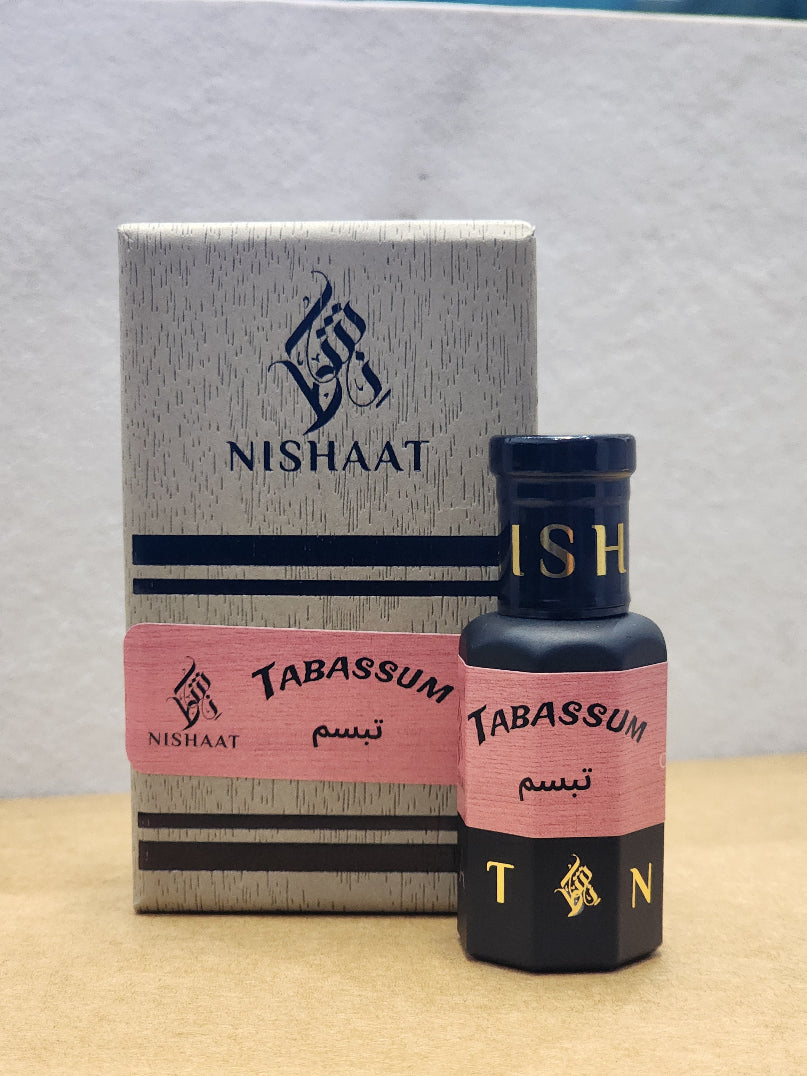 NISHAAT
NISHAAT
TABASSUM
تبسم
ISH
TABASSUM
تبسم
T N